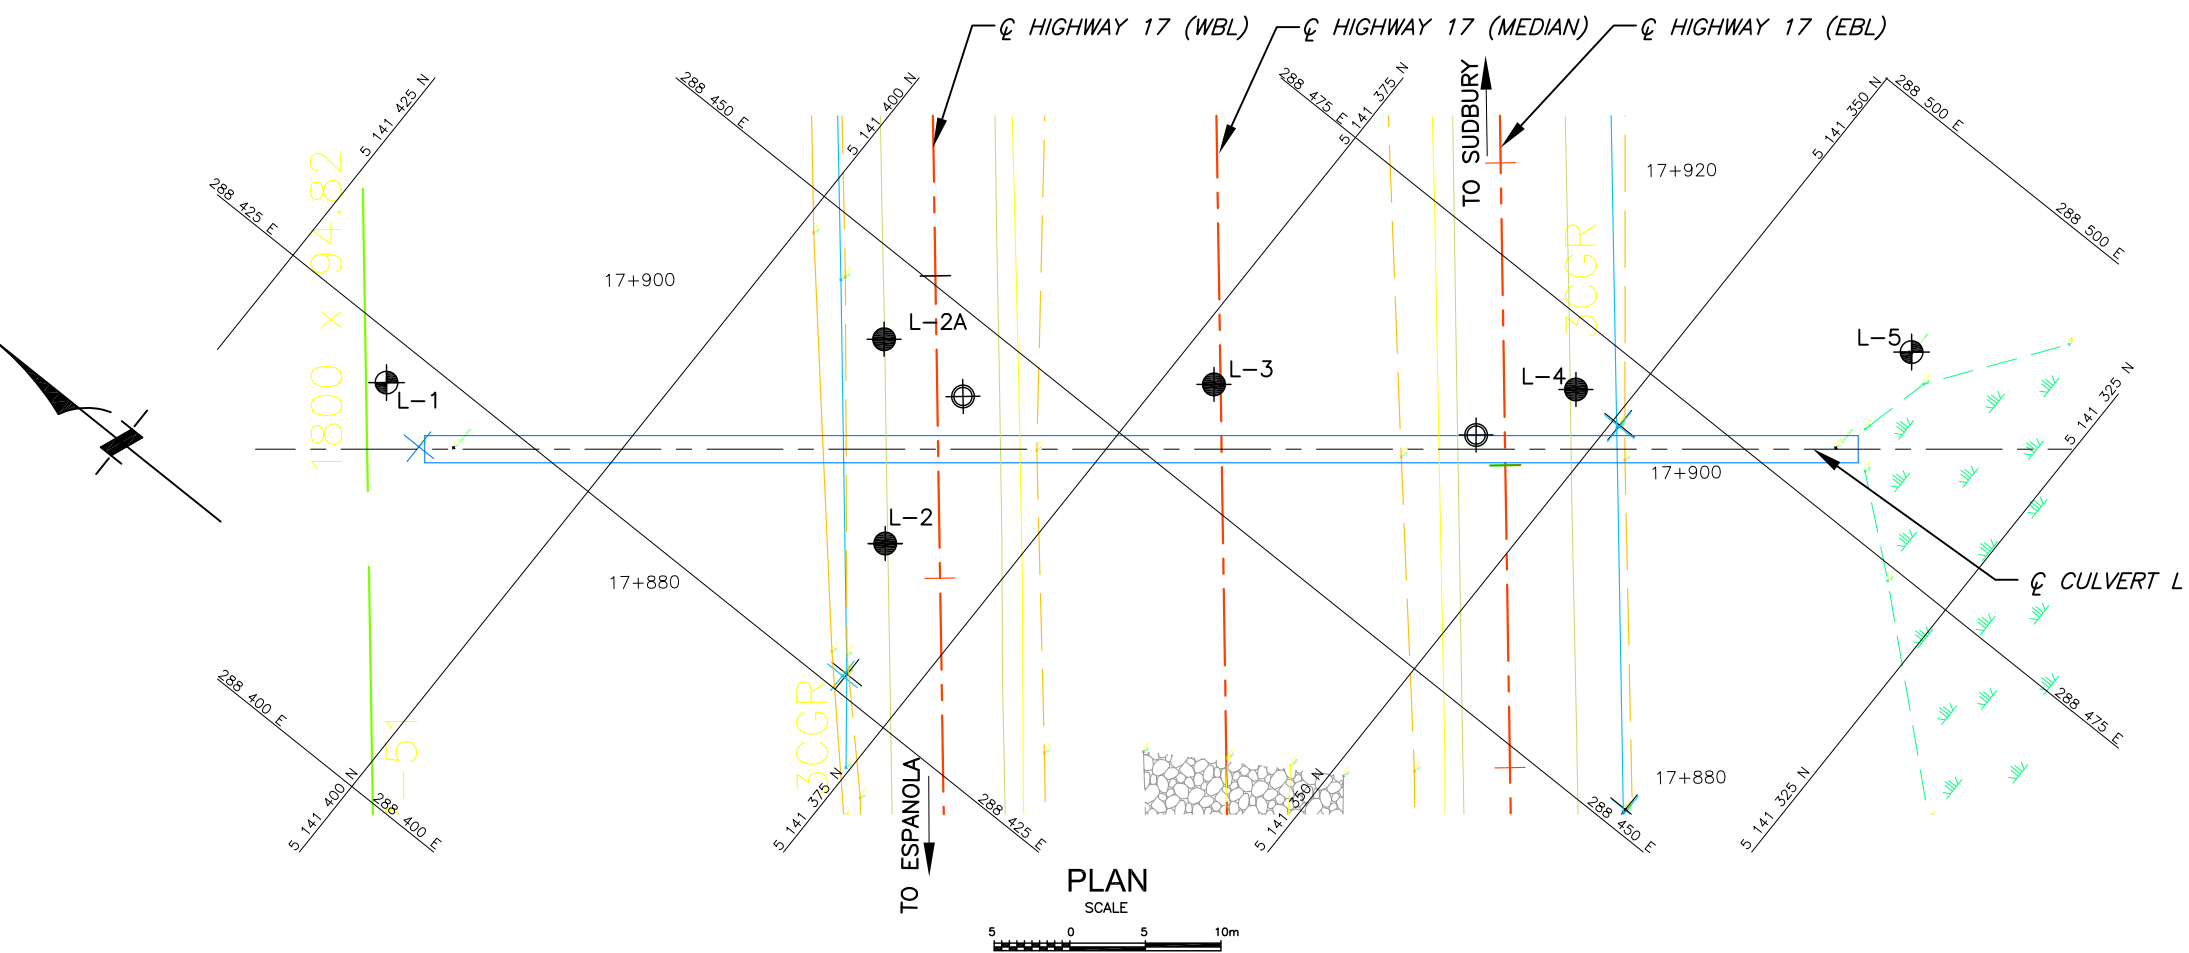 ℄ HIGHWAY 17 (WBL)
℄ HIGHWAY 17 (MEDIAN)
℄ HIGHWAY 17 (EBL)
5 141 425 N
288 450 E
5 141 400 N
288 475 E
5 141 375 N
TO SUDBURY
5 141 350 N
288 500 E
288 425 E
1800 x 94.82
17+920
288 500 E
3CGR
17+900
L-2A
L-1
L-3
L-4
L-5
5 141 325 N
17+900
L-2
17+880
℄ CULVERT L
288 400 E
3CGR
-51
288 475 E
5 141 400 N
288 400 E
5 141 375 N
TO ESPANOLA
288 425 E
5 141 350 N
288 450 E
17+880
5 141 325 N
PLAN
SCALE
5 0 5 10m